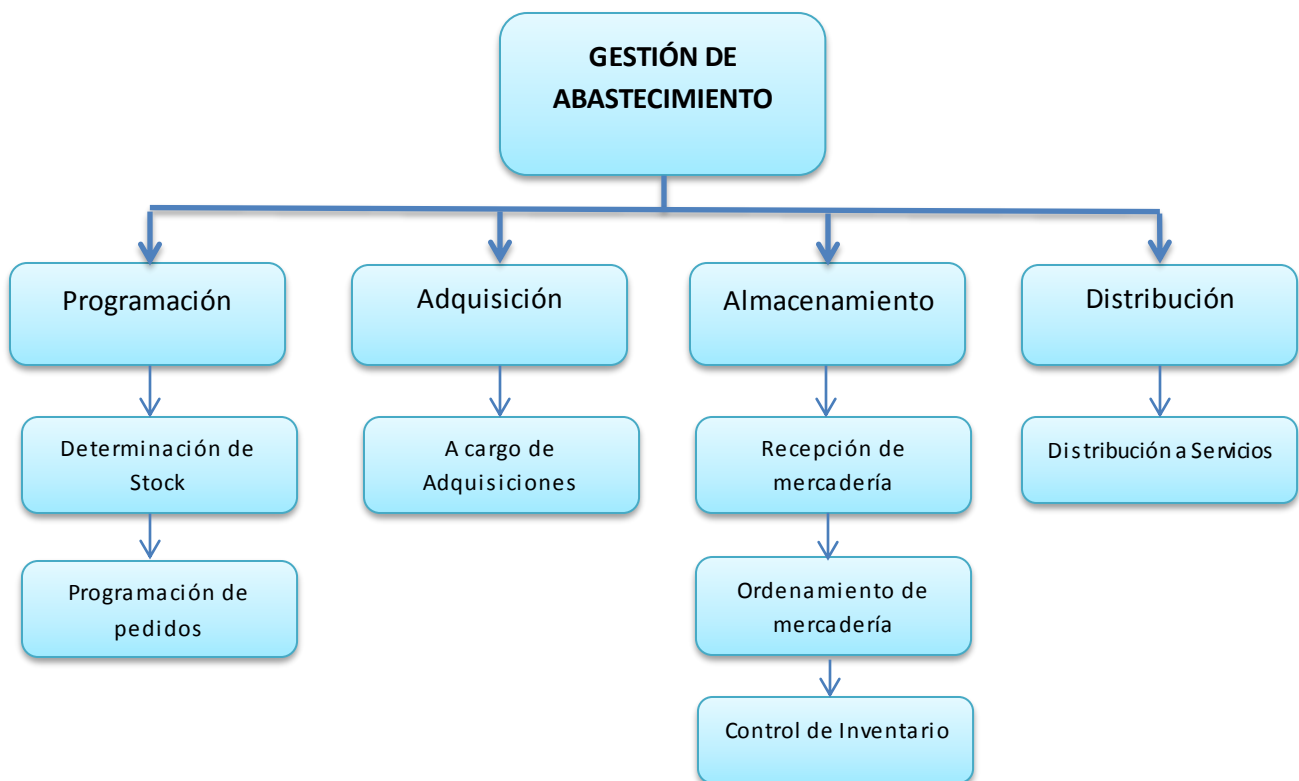 GESTIÓN DE
ABASTECIMIENTO
Programación
Adquisición
Almacenamiento
Distribución
Determinación de
Stock
A cargo de
Adquisiciones
Recepción de
mercadería
Distribución a Servicios
Programación de
pedidos
Ordenamiento de
mercadería
Control de Inventario